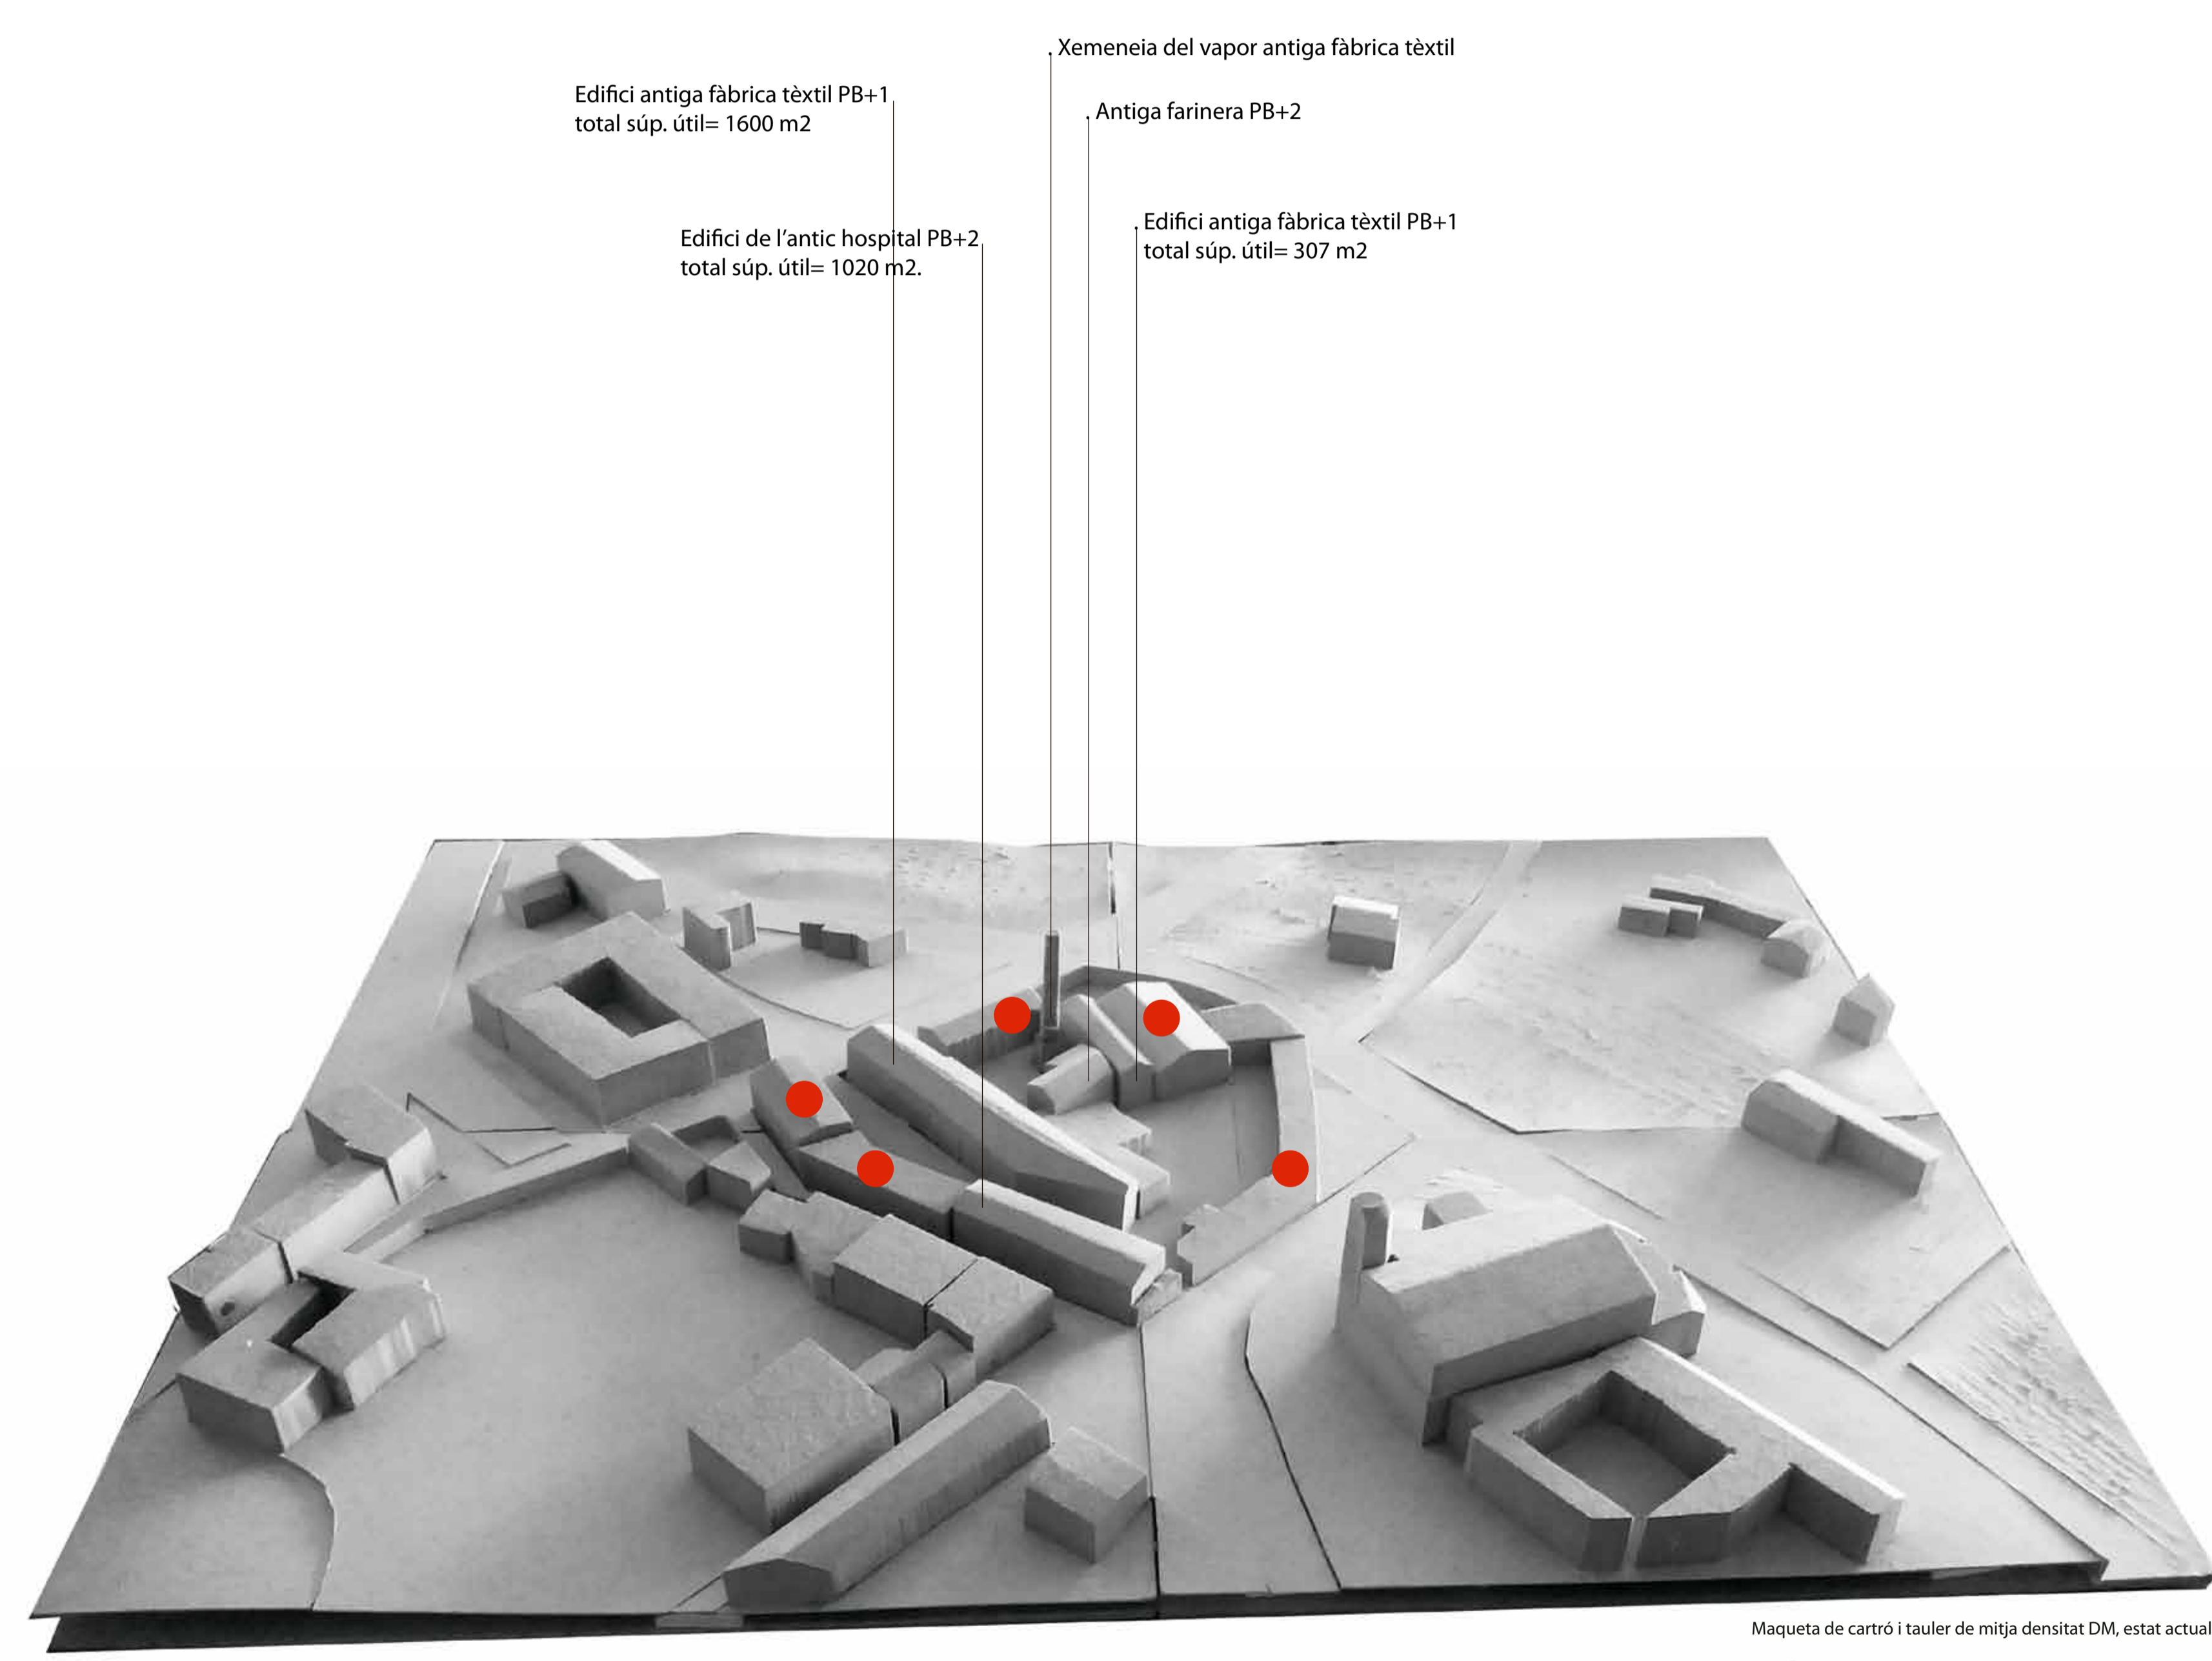 Xemeneia del vapor antiga fàbrica tèxtil
Edifici antiga fàbrica tèxtil PB+1
total súp. útil= 1600 m2
Antiga farinera PB+2
Edifici antiga fàbrica tèxtil PB+1
total súp. útil= 307 m2
Edifici de l'antic hospital PB+2
total súp. útil= 1020 m2.
Maqueta de cartró i tauler de mitja densitat DM, estat actual